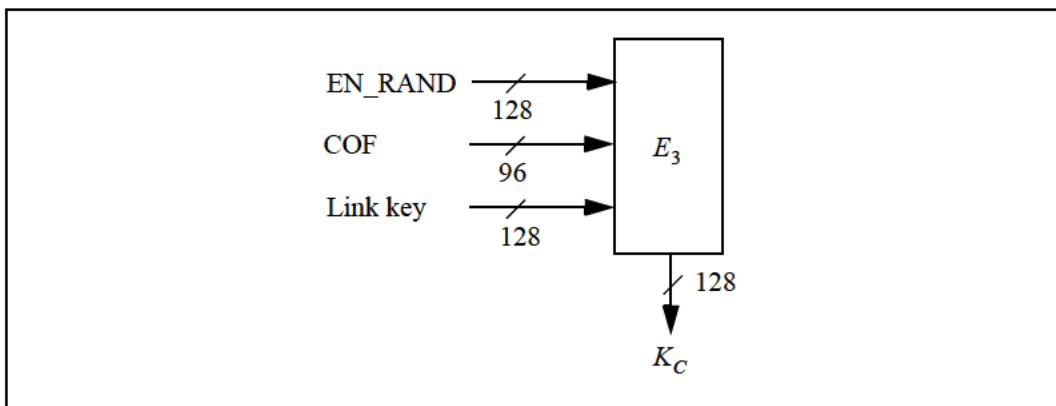 EN_RAND
128
COF
96
Link key
128
E3
128
KC